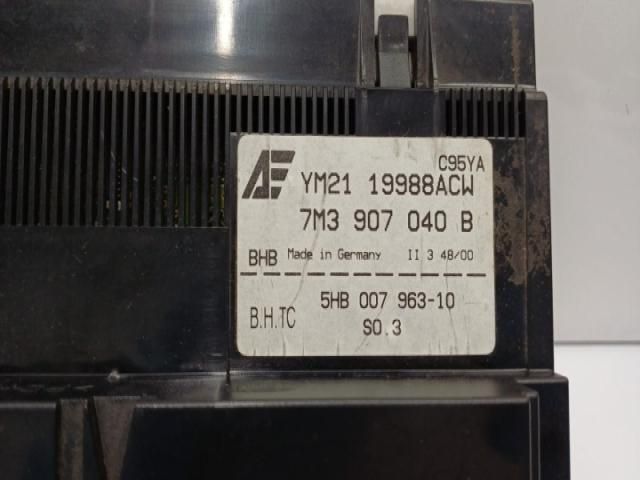 C95YA
AE YM21 19988ACW
7M3 907 040 B
BHB Made in Germany II 3 48/00
5HB 007 963-10
B.H.TC
SO.3